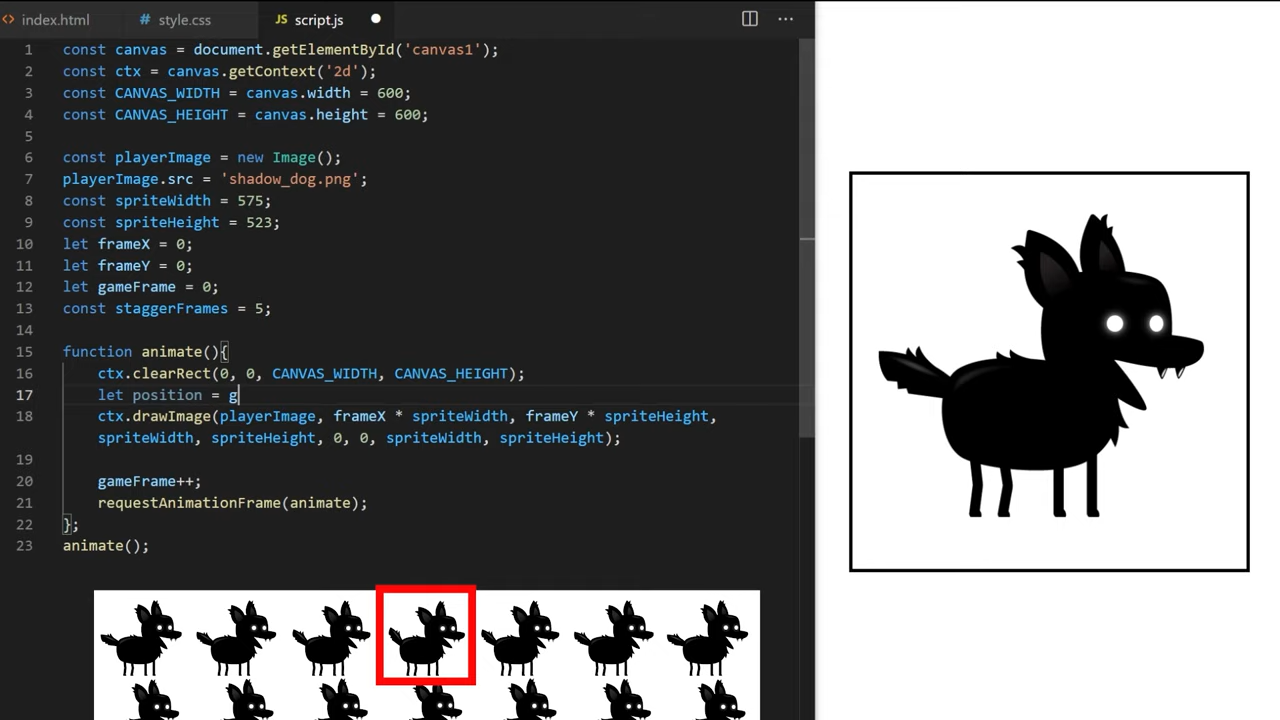 index.html # style.css JS script.js
1 const canvas = document.getElementById('canvas1');
2 const ctx = canvas.getContext('2d');
3 const CANVAS_WIDTH = canvas.width = 600;
4 const CANVAS_HEIGHT = canvas.height = 600;
5
6 const playerImage = new Image();
7 playerImage.src = 'shadow_dog.png';
8 const spriteWidth = 575;
9 const spriteHeight = 523;
10 let frameX = 0;
11 let frameY = 0;
12 let gameFrame = 0;
13 const staggerFrames = 5;
14
15 function animate(){
16 ctx.clearRect(0, 0, CANVAS_WIDTH, CANVAS_HEIGHT);
17 let position = g
18 ctx.drawImage(playerImage, frameX * spriteWidth, frameY * spriteHeight,
spriteWidth, spriteHeight, 0, 0, spriteWidth, spriteHeight);
19
20 gameFrame++;
21 requestAnimationFrame(animate);
22 };
23 animate();